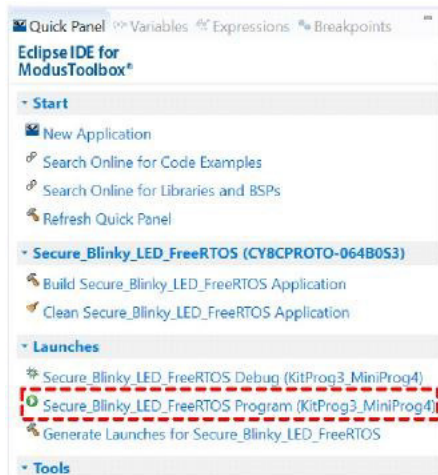 Quick Panel Variables Expressions Breakpoints
Eclipse IDE for
ModusToolbox®
Start
New Application
Search Online for Code Examples
Search Online for Libraries and BSPs
Refresh Quick Panel
Secure_Blinky_LED_FreeRTOS (CY8CPROTO-064B0S3)
Build Secure_Blinky_LED_FreeRTOS Application
Clean Secure_Blinky_LED_FreeRTOS Application
Launches
Secure_Blinky_LED_FreeRTOS Debug (KitProg3_MiniProg4)
Secure_Blinky_LED_FreeRTOS Program (KitProg3_MiniProg4)
Generate Launches for Secure_Blinky_LED_FreeRTOS
Tools